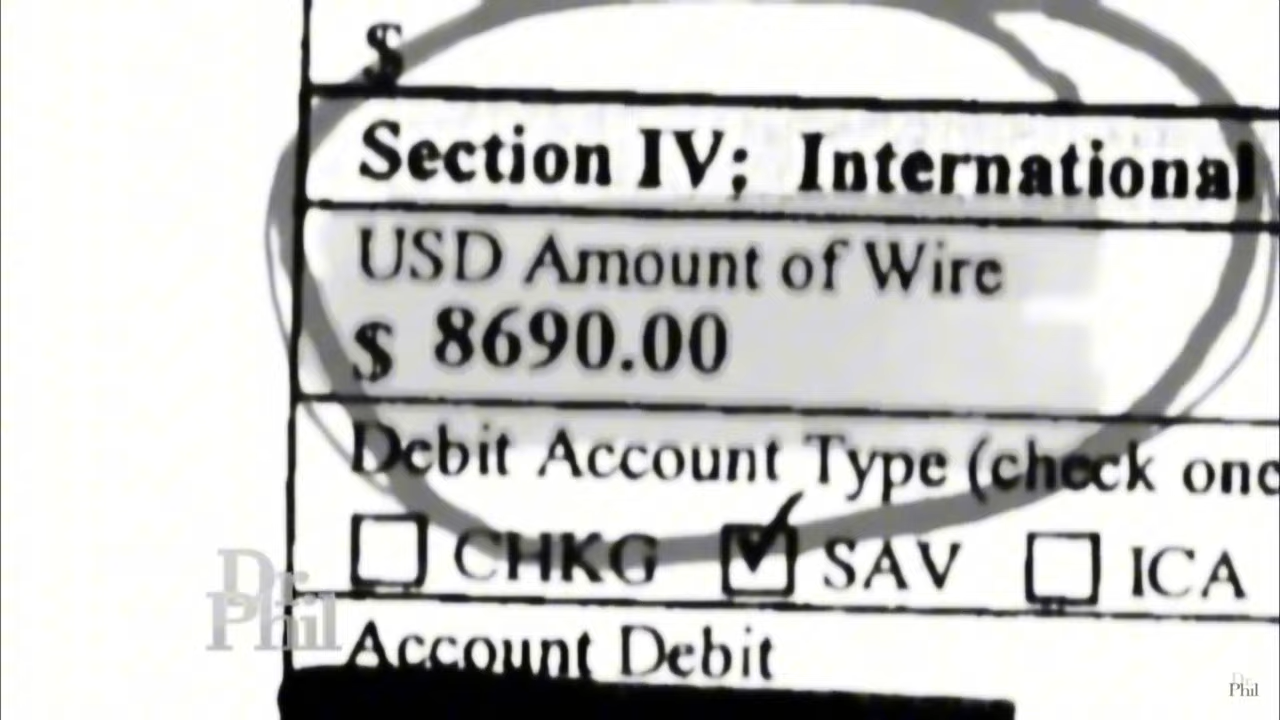 $
Section IV; International
USD Amount of Wire
$ 8690.00
Debit Account Type (check one
CHKG SAV ICA
Account Debit
Dr. Phil
Dr. Phil